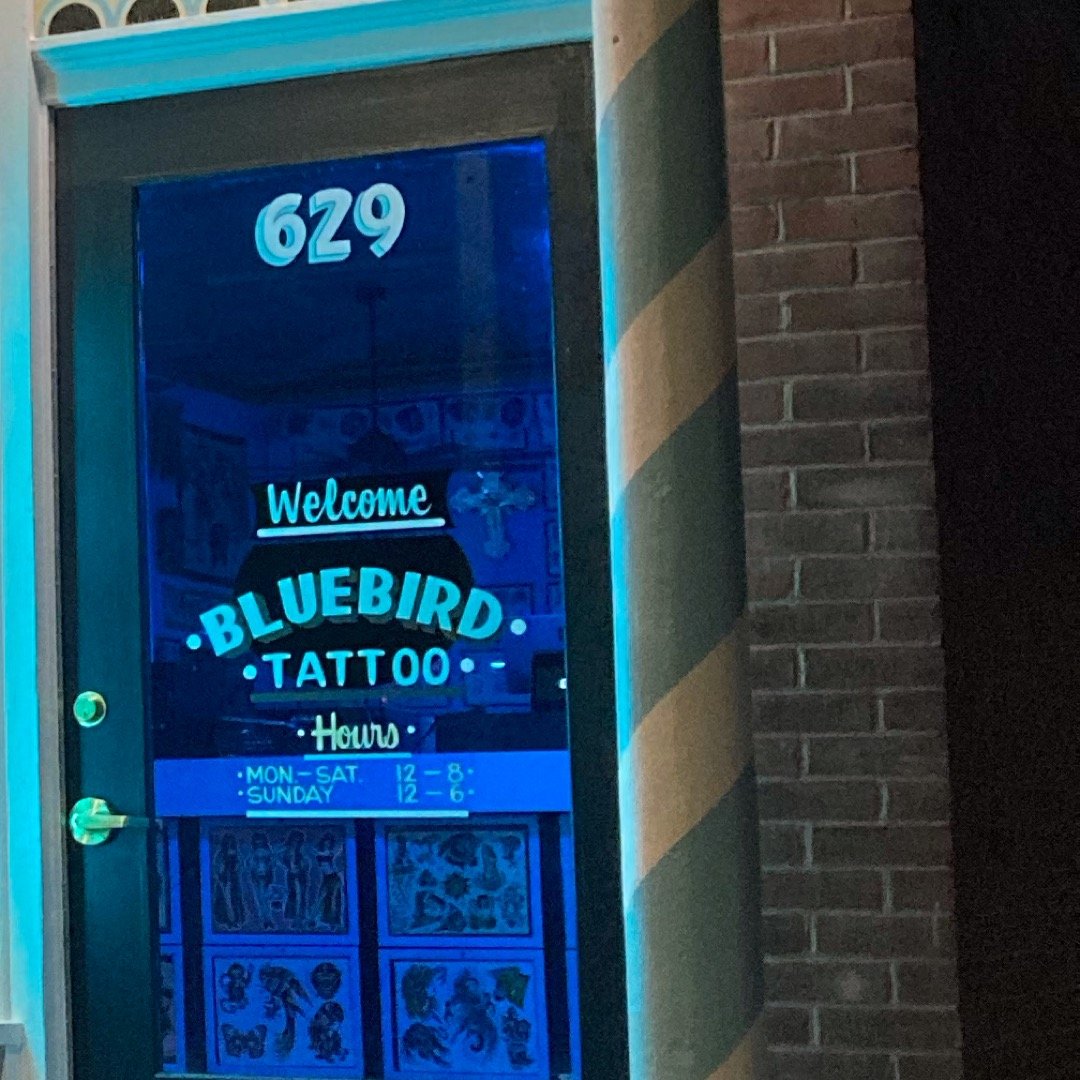 629
Welcome
•BLUEBIRD•
•TATTOO•-
•Hours•
•MON.-SAT. 12-8•
•SUNDAY 12-6•